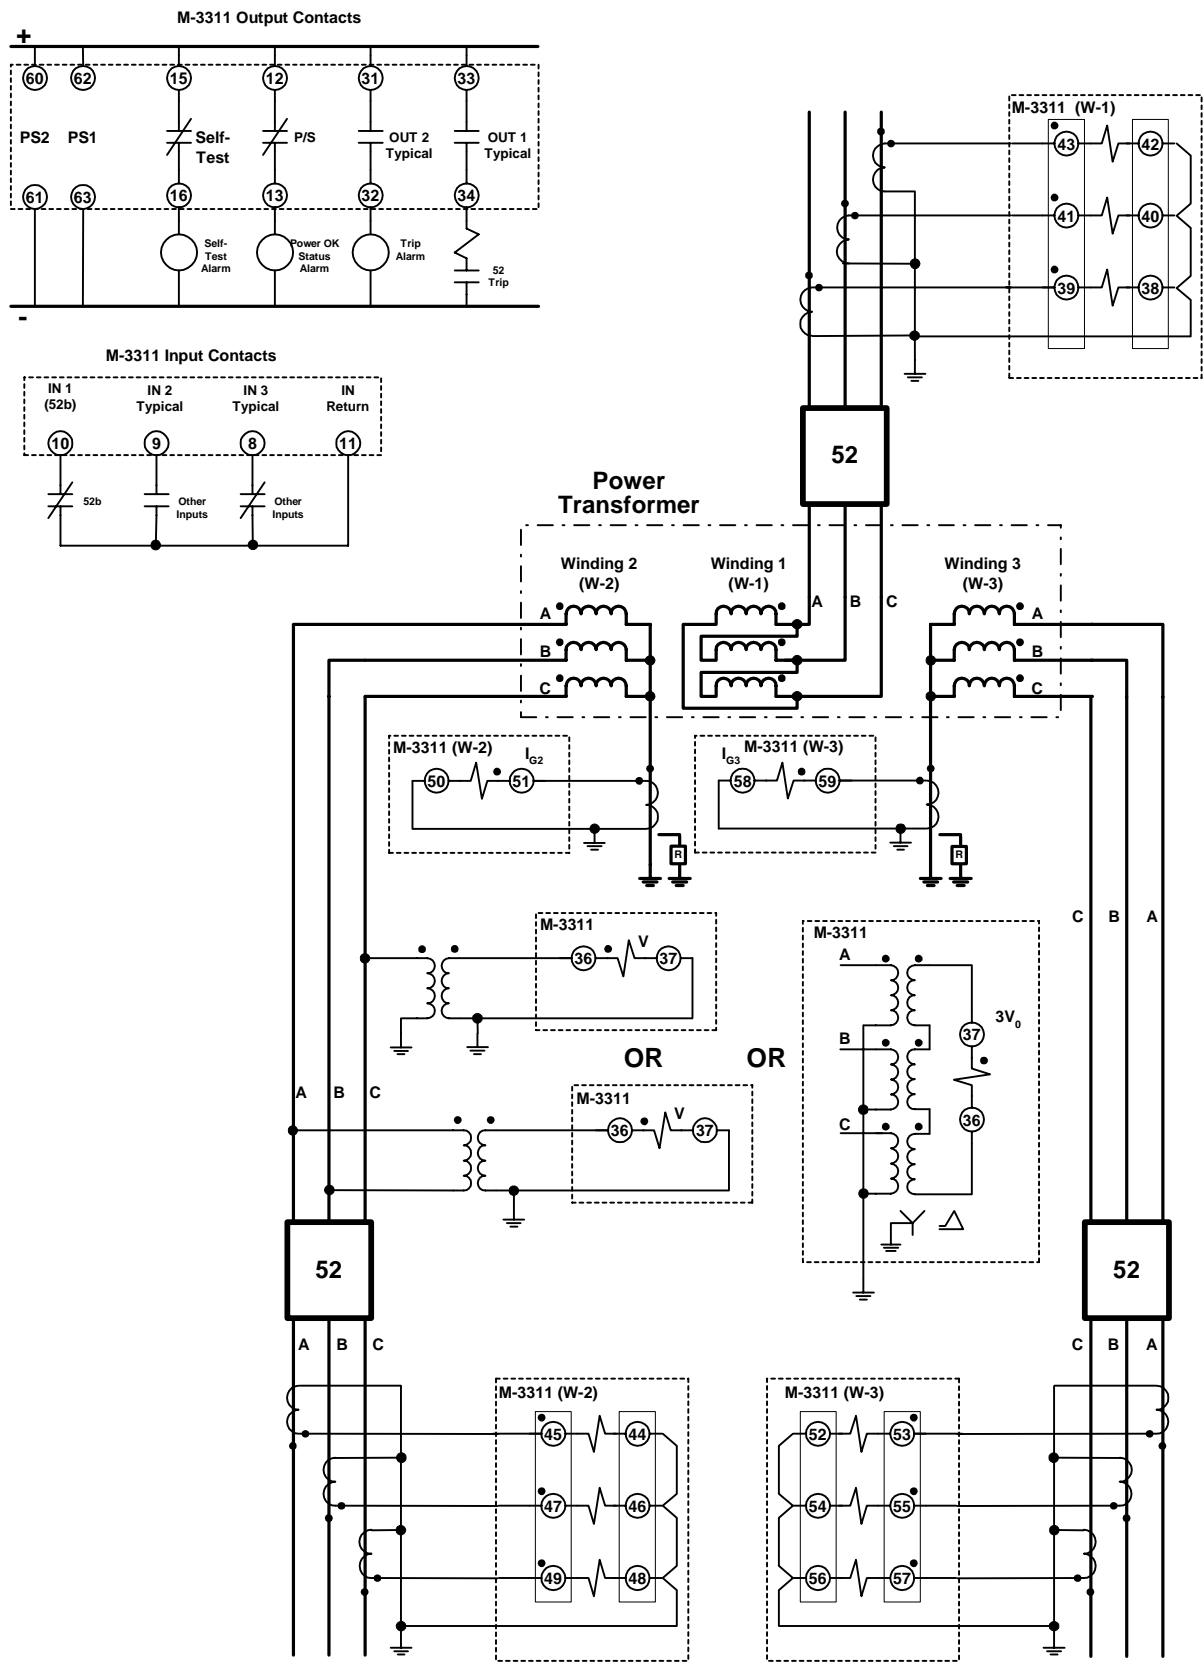 M-3311 Output Contacts
+
60 62 15 12 31 33
PS2 PS1 Self-
Test P/S OUT 2
Typical OUT 1
Typical
61 63 16 13 32 34
Self-
Test
Alarm
Power OK
Status
Alarm
Trip
Alarm
52
Trip
-
M-3311 Input Contacts
IN 1
(52b)
IN 2
Typical
IN 3
Typical
IN
Return
10 9 8 11
52b
Other
Inputs
Other
Inputs
M-3311 (W-1)
43 42
41 40
39 38
52
Power
Transformer
Winding 2
(W-2)
Winding 1
(W-1)
Winding 3
(W-3)
A B C
A
B
C
A
B
C
M-3311 (W-2)
IG2
50 51
R
IG3
M-3311 (W-3)
58 59
R
C B A
M-3311
36 V 37
OR
OR
M-3311
A
B
C
37
3V0
36
A B C
M-3311
36 V 37
52
52
A B C
C B A
M-3311 (W-2)
45 44
47 46
49 48
M-3311 (W-3)
52 53
54 55
56 57